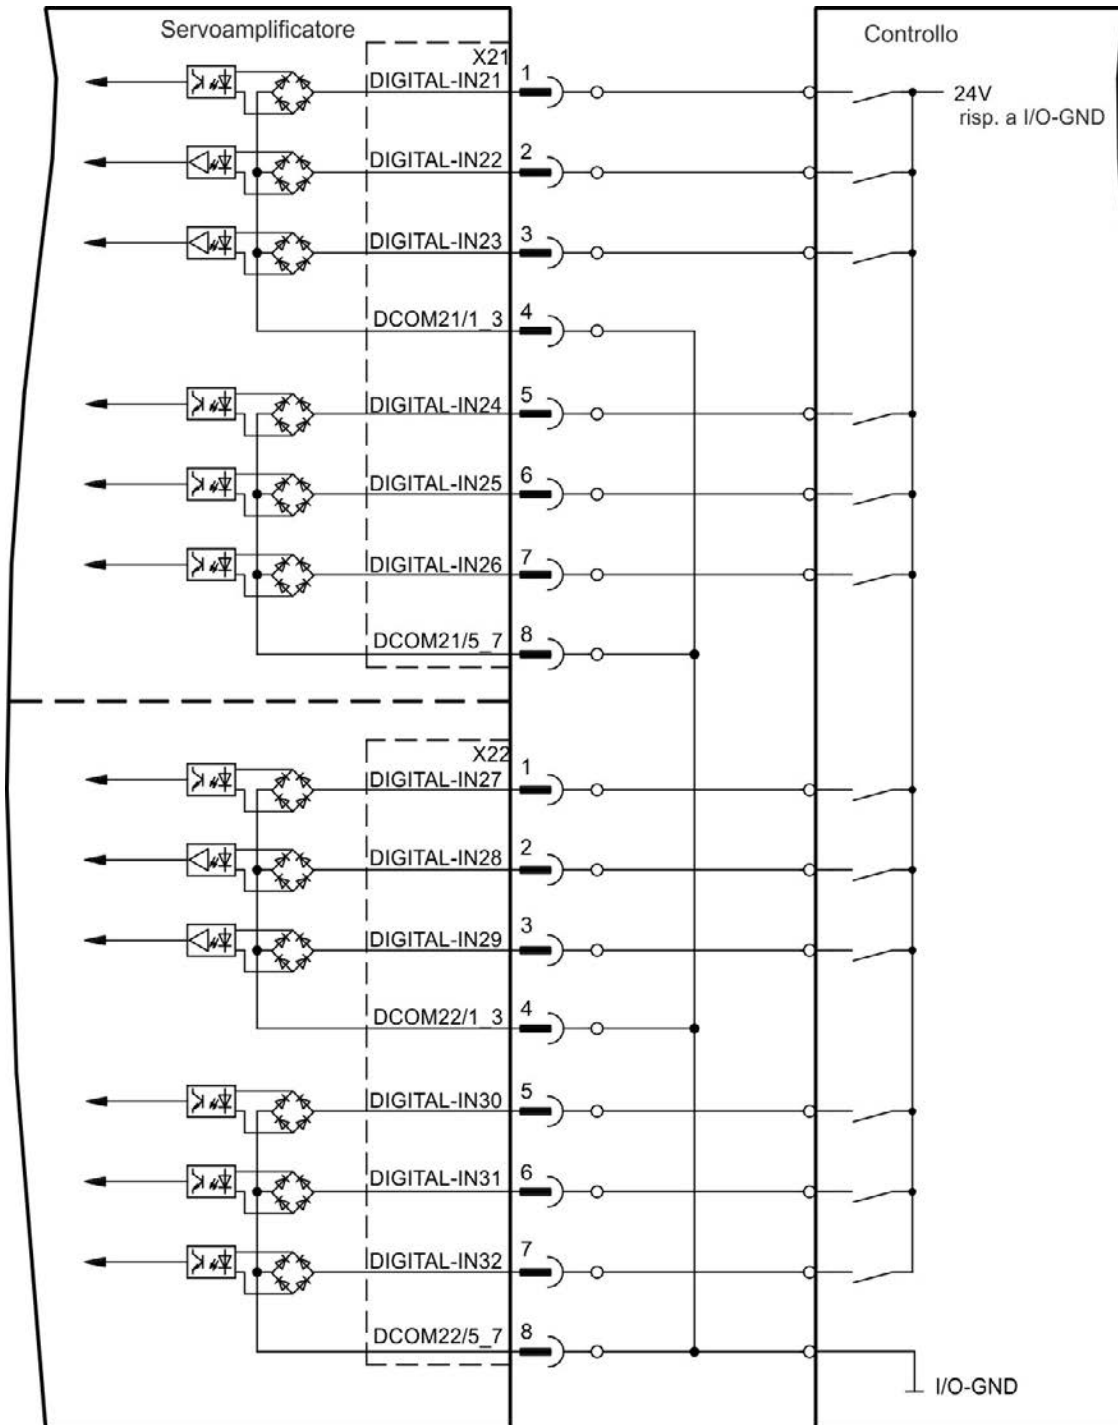 Servoamplificatore
Controllo
X21
DIGITAL-IN21 1
24V
risp. a I/O-GND
DIGITAL-IN22 2
DIGITAL-IN23 3
DCOM21/1_3 4
DIGITAL-IN24 5
DIGITAL-IN25 6
DIGITAL-IN26 7
DCOM21/5_7 8
X22
DIGITAL-IN27 1
DIGITAL-IN28 2
DIGITAL-IN29 3
DCOM22/1_3 4
DIGITAL-IN30 5
DIGITAL-IN31 6
DIGITAL-IN32 7
DCOM22/5_7 8
I/O-GND